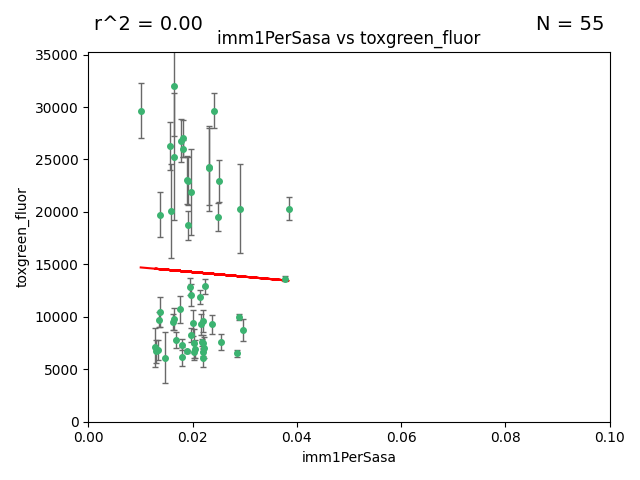 r^2 = 0.00
N = 55
imm1PerSasa vs toxgreen_fluor
35000
30000
25000
20000
15000
10000
5000
0
toxgreen_fluor
0.00
0.02
0.04
0.06
0.08
0.10
imm1PerSasa